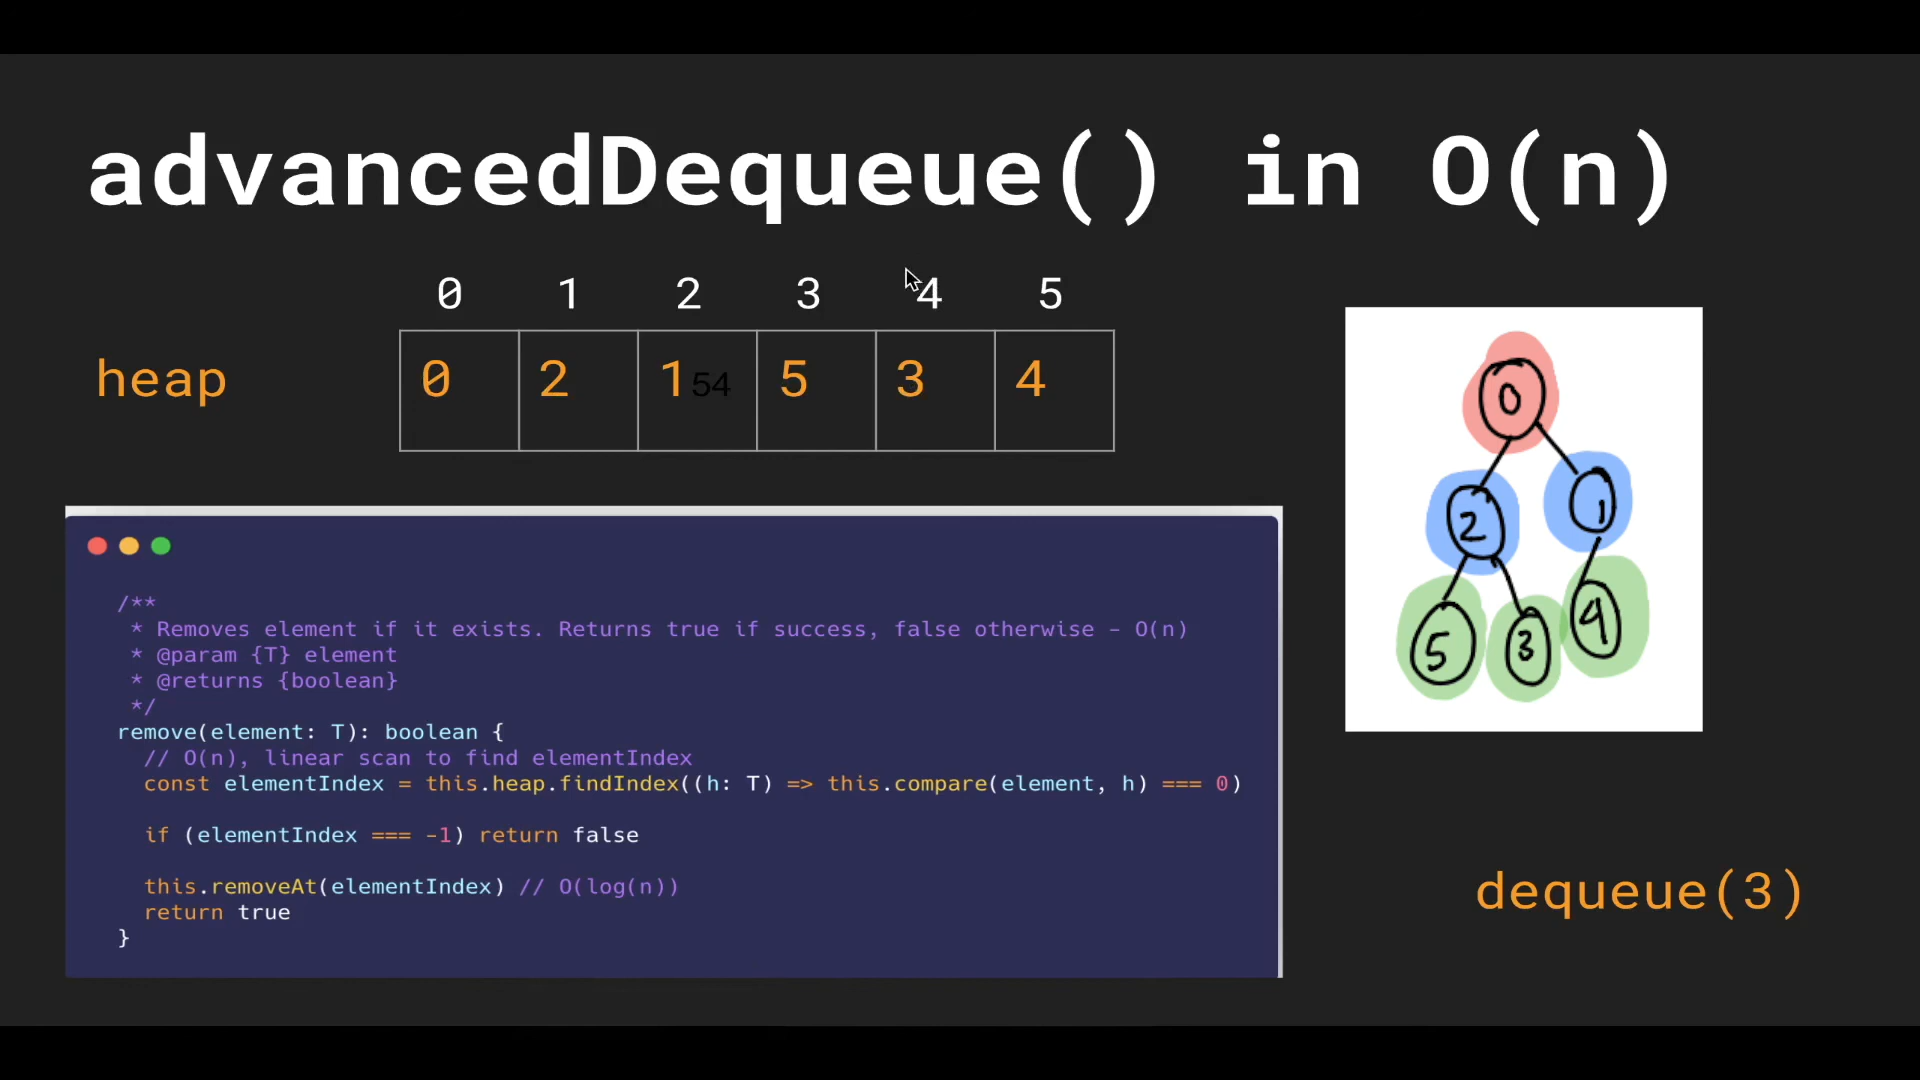 advancedDequeue() in O(n)
0 1 2 3 4 5
heap 0 2 1 54 5 3 4
/**
* Removes element if it exists. Returns true if success, false otherwise - O(n)
* @param {T} element
* @returns {boolean}
*/
remove(element: T): boolean {
// O(n), linear scan to find elementIndex
const elementIndex = this.heap.findIndex((h: T) => this.compare(element, h) === 0)
if (elementIndex === -1) return false
this.removeAt(elementIndex) // O(log(n))
return true
}
0
2 1
5 3 4
dequeue(3)